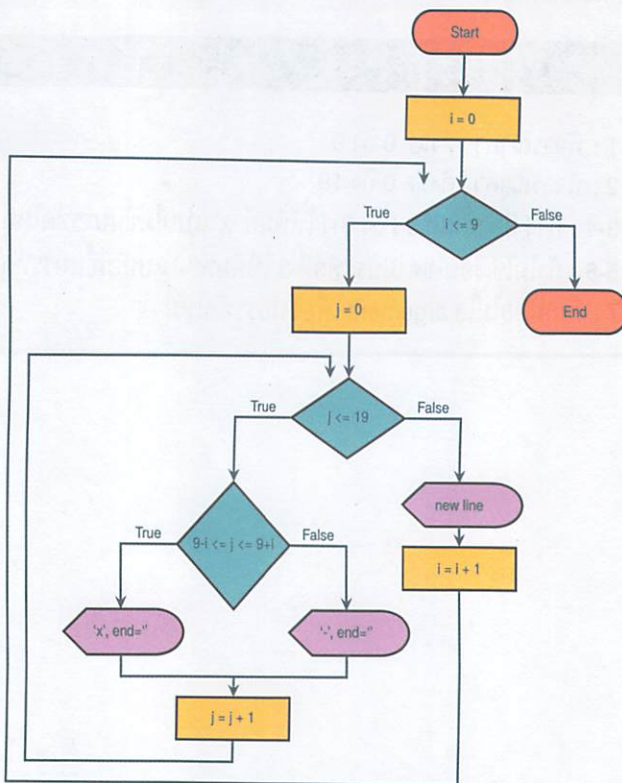 Start
i = 0
i <= 9
True
False
End
j = 0
j <= 19
True
False
9-i <= j <= 9+i
True
False
new line
i = i + 1
'x', end=''
'-', end=''
j = j + 1